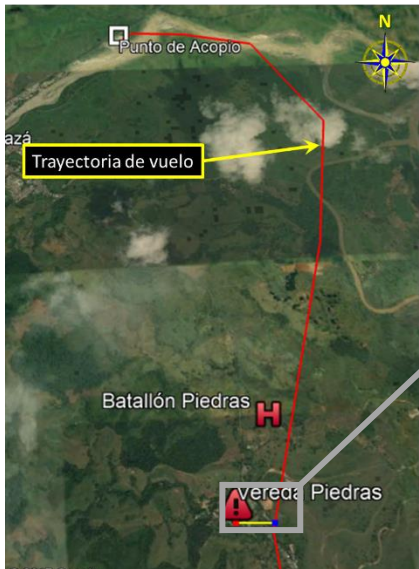 N
Punto de Acopio
azá
Trayectoria de vuelo
Batallón Piedras
H
Vereda Piedras